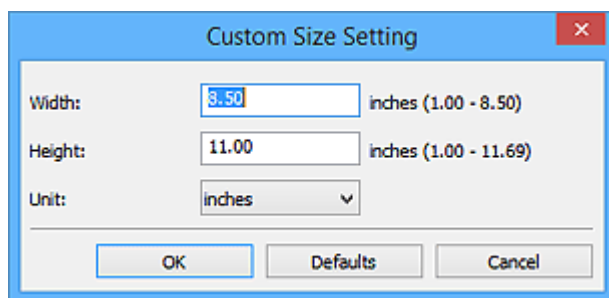 Custom Size Setting
Width: 8.50 inches (1.00 - 8.50)
Height: 11.00 inches (1.00 - 11.69)
Unit: inches
OK Defaults Cancel